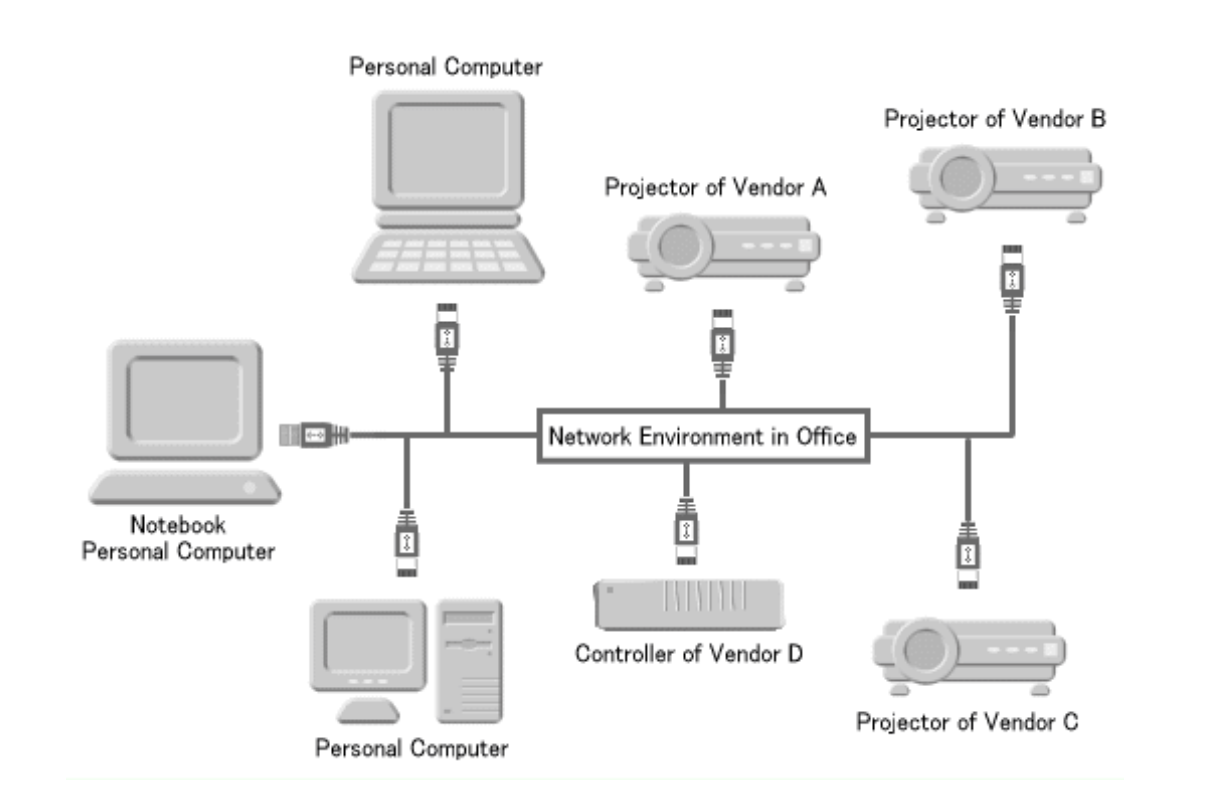 Personal Computer
Projector of Vendor B
Projector of Vendor A
Network Environment in Office
Notebook
Personal Computer
Controller of Vendor D
Projector of Vendor C
Personal Computer